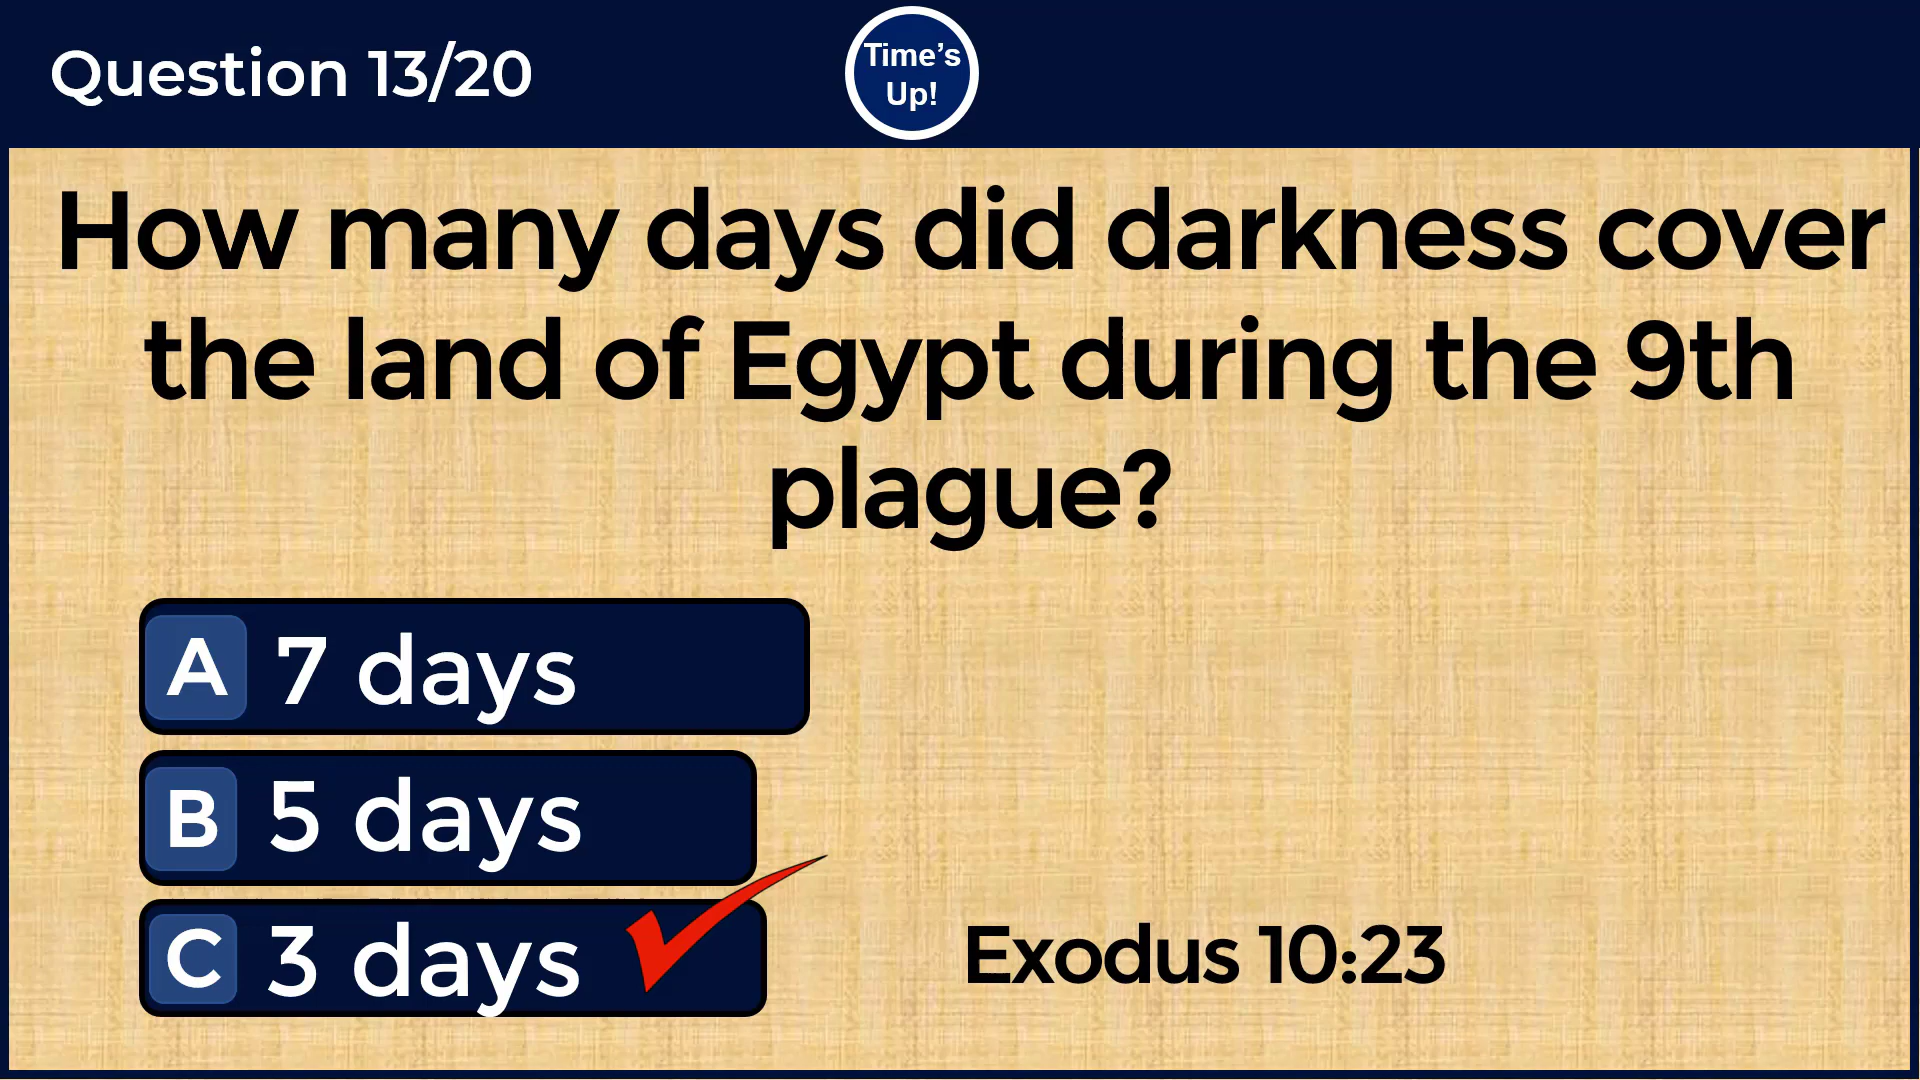 Question 13/20
Time's
Up!
How many days did darkness cover
the land of Egypt during the 9th
plague?
A 7 days
B 5 days
C 3 days
Exodus 10:23